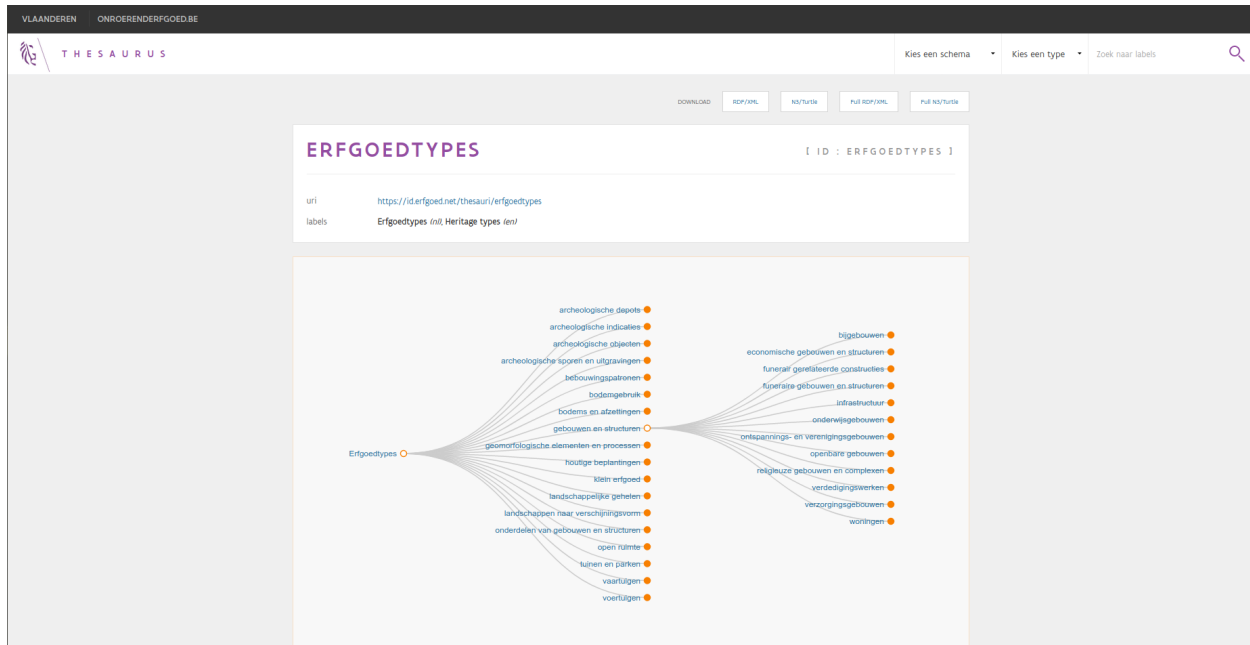 VLAANDEREN ONROERENDERFGOED.BE
THESAURUS Kies een schema Kies een type Zoek naar labels
DOWNLOAD RDF/XML N3/Turtle Full RDF/XML Full N3/Turtle
ERFGOEDTYPES [ ID : ERFGOEDTYPES ]
uri https://id.erfgoed.net/thesauri/erfgoedtypes
labels Erfgoedtypes (nl), Heritage types (en)
Erfgoedtypes
archeologische depots
archeologische indicaties
archeologische objecten
archeologische sporen en uitgravingen
bebouwingspatronen
bodemgebruik
bodems en afzettingen
gebouwen en structuren
geomorfologische elementen en processen
houtige beplantingen
klein erfgoed
landschappelijke gehelen
landschappen naar verschijningsvorm
onderdelen van gebouwen en structuren
open ruimte
tuinen en parken
vaartuigen
voertuigen
bijgebouwen
economische gebouwen en structuren
funerair gerelateerde constructies
funeraire gebouwen en structuren
infrastructuur
onderwijsgebouwen
ontspannings- en verenigingsgebouwen
openbare gebouwen
religieuze gebouwen en complexen
verdedigingswerken
verzorgingsgebouwen
woningen